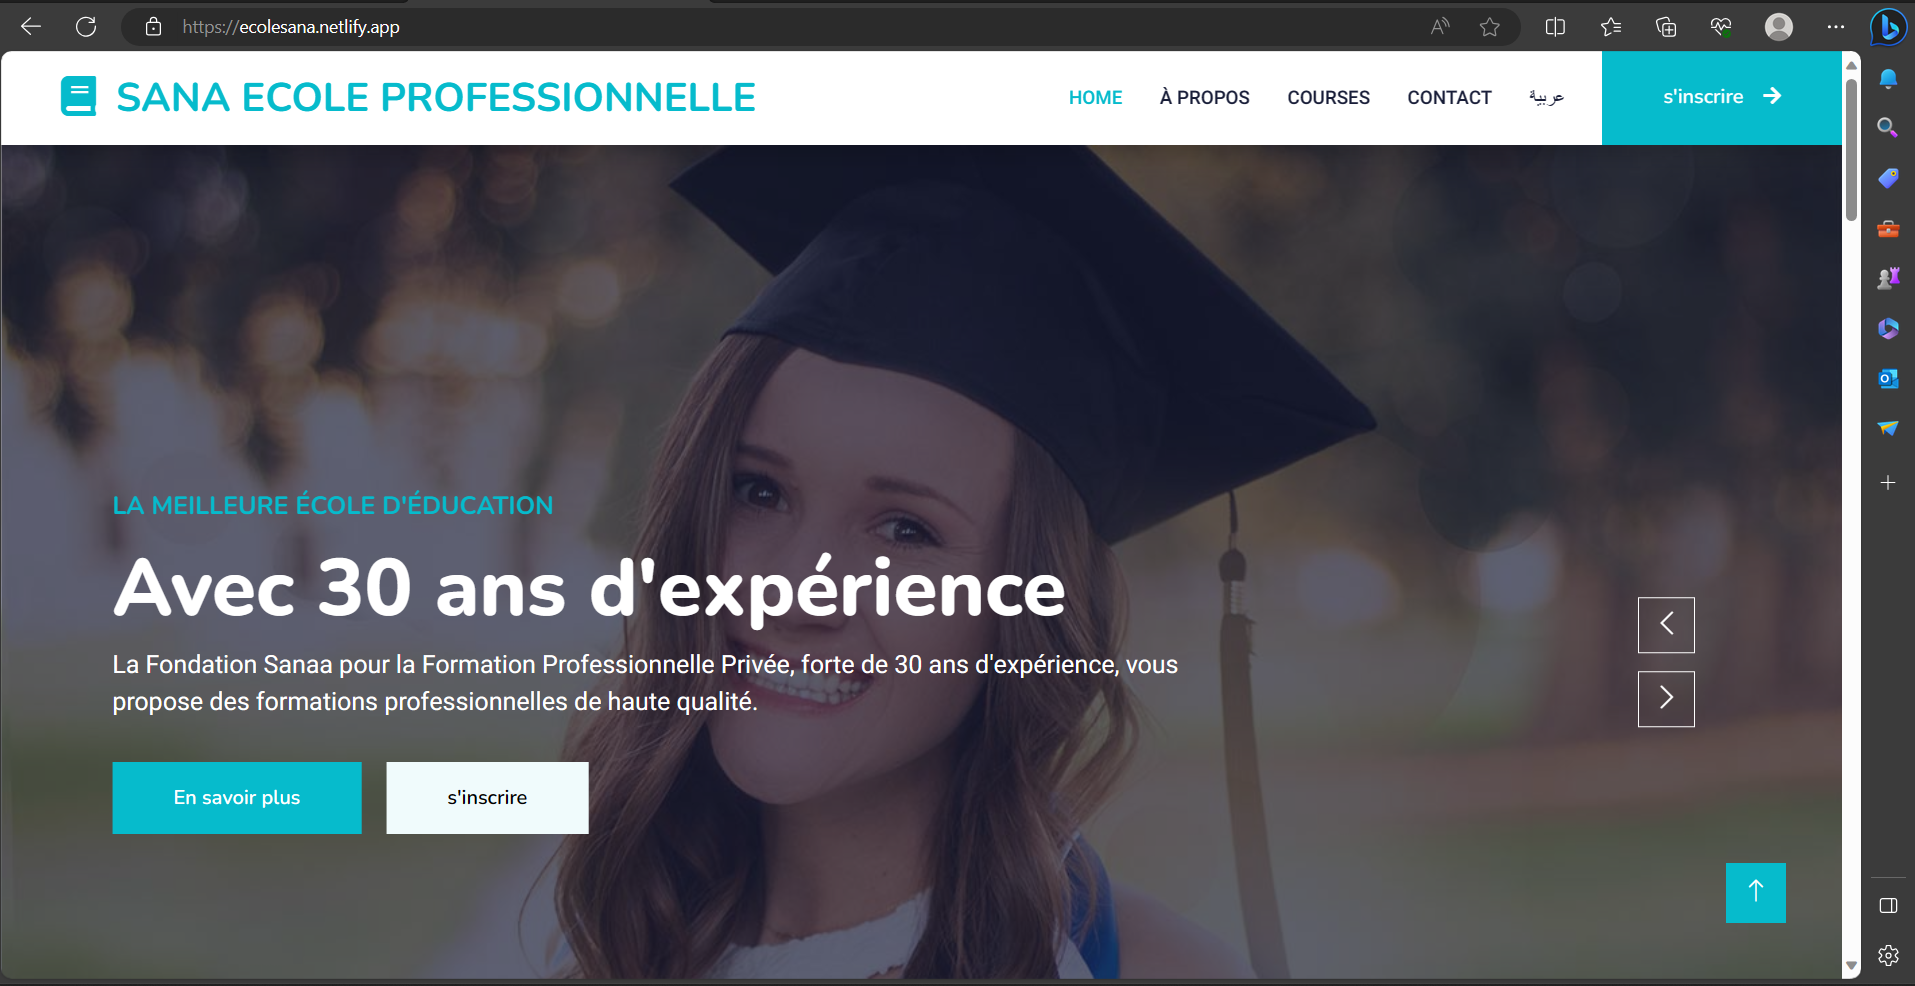 https://ecolesana.netlify.app
SANA ECOLE PROFESSIONNELLE
HOME
À PROPOS
COURSES
CONTACT
عربية
s'inscrire
LA MEILLEURE ÉCOLE D'ÉDUCATION
Avec 30 ans d'expérience
La Fondation Sanaa pour la Formation Professionnelle Privée, forte de 30 ans d'expérience, vous
propose des formations professionnelles de haute qualité.
En savoir plus
s'inscrire